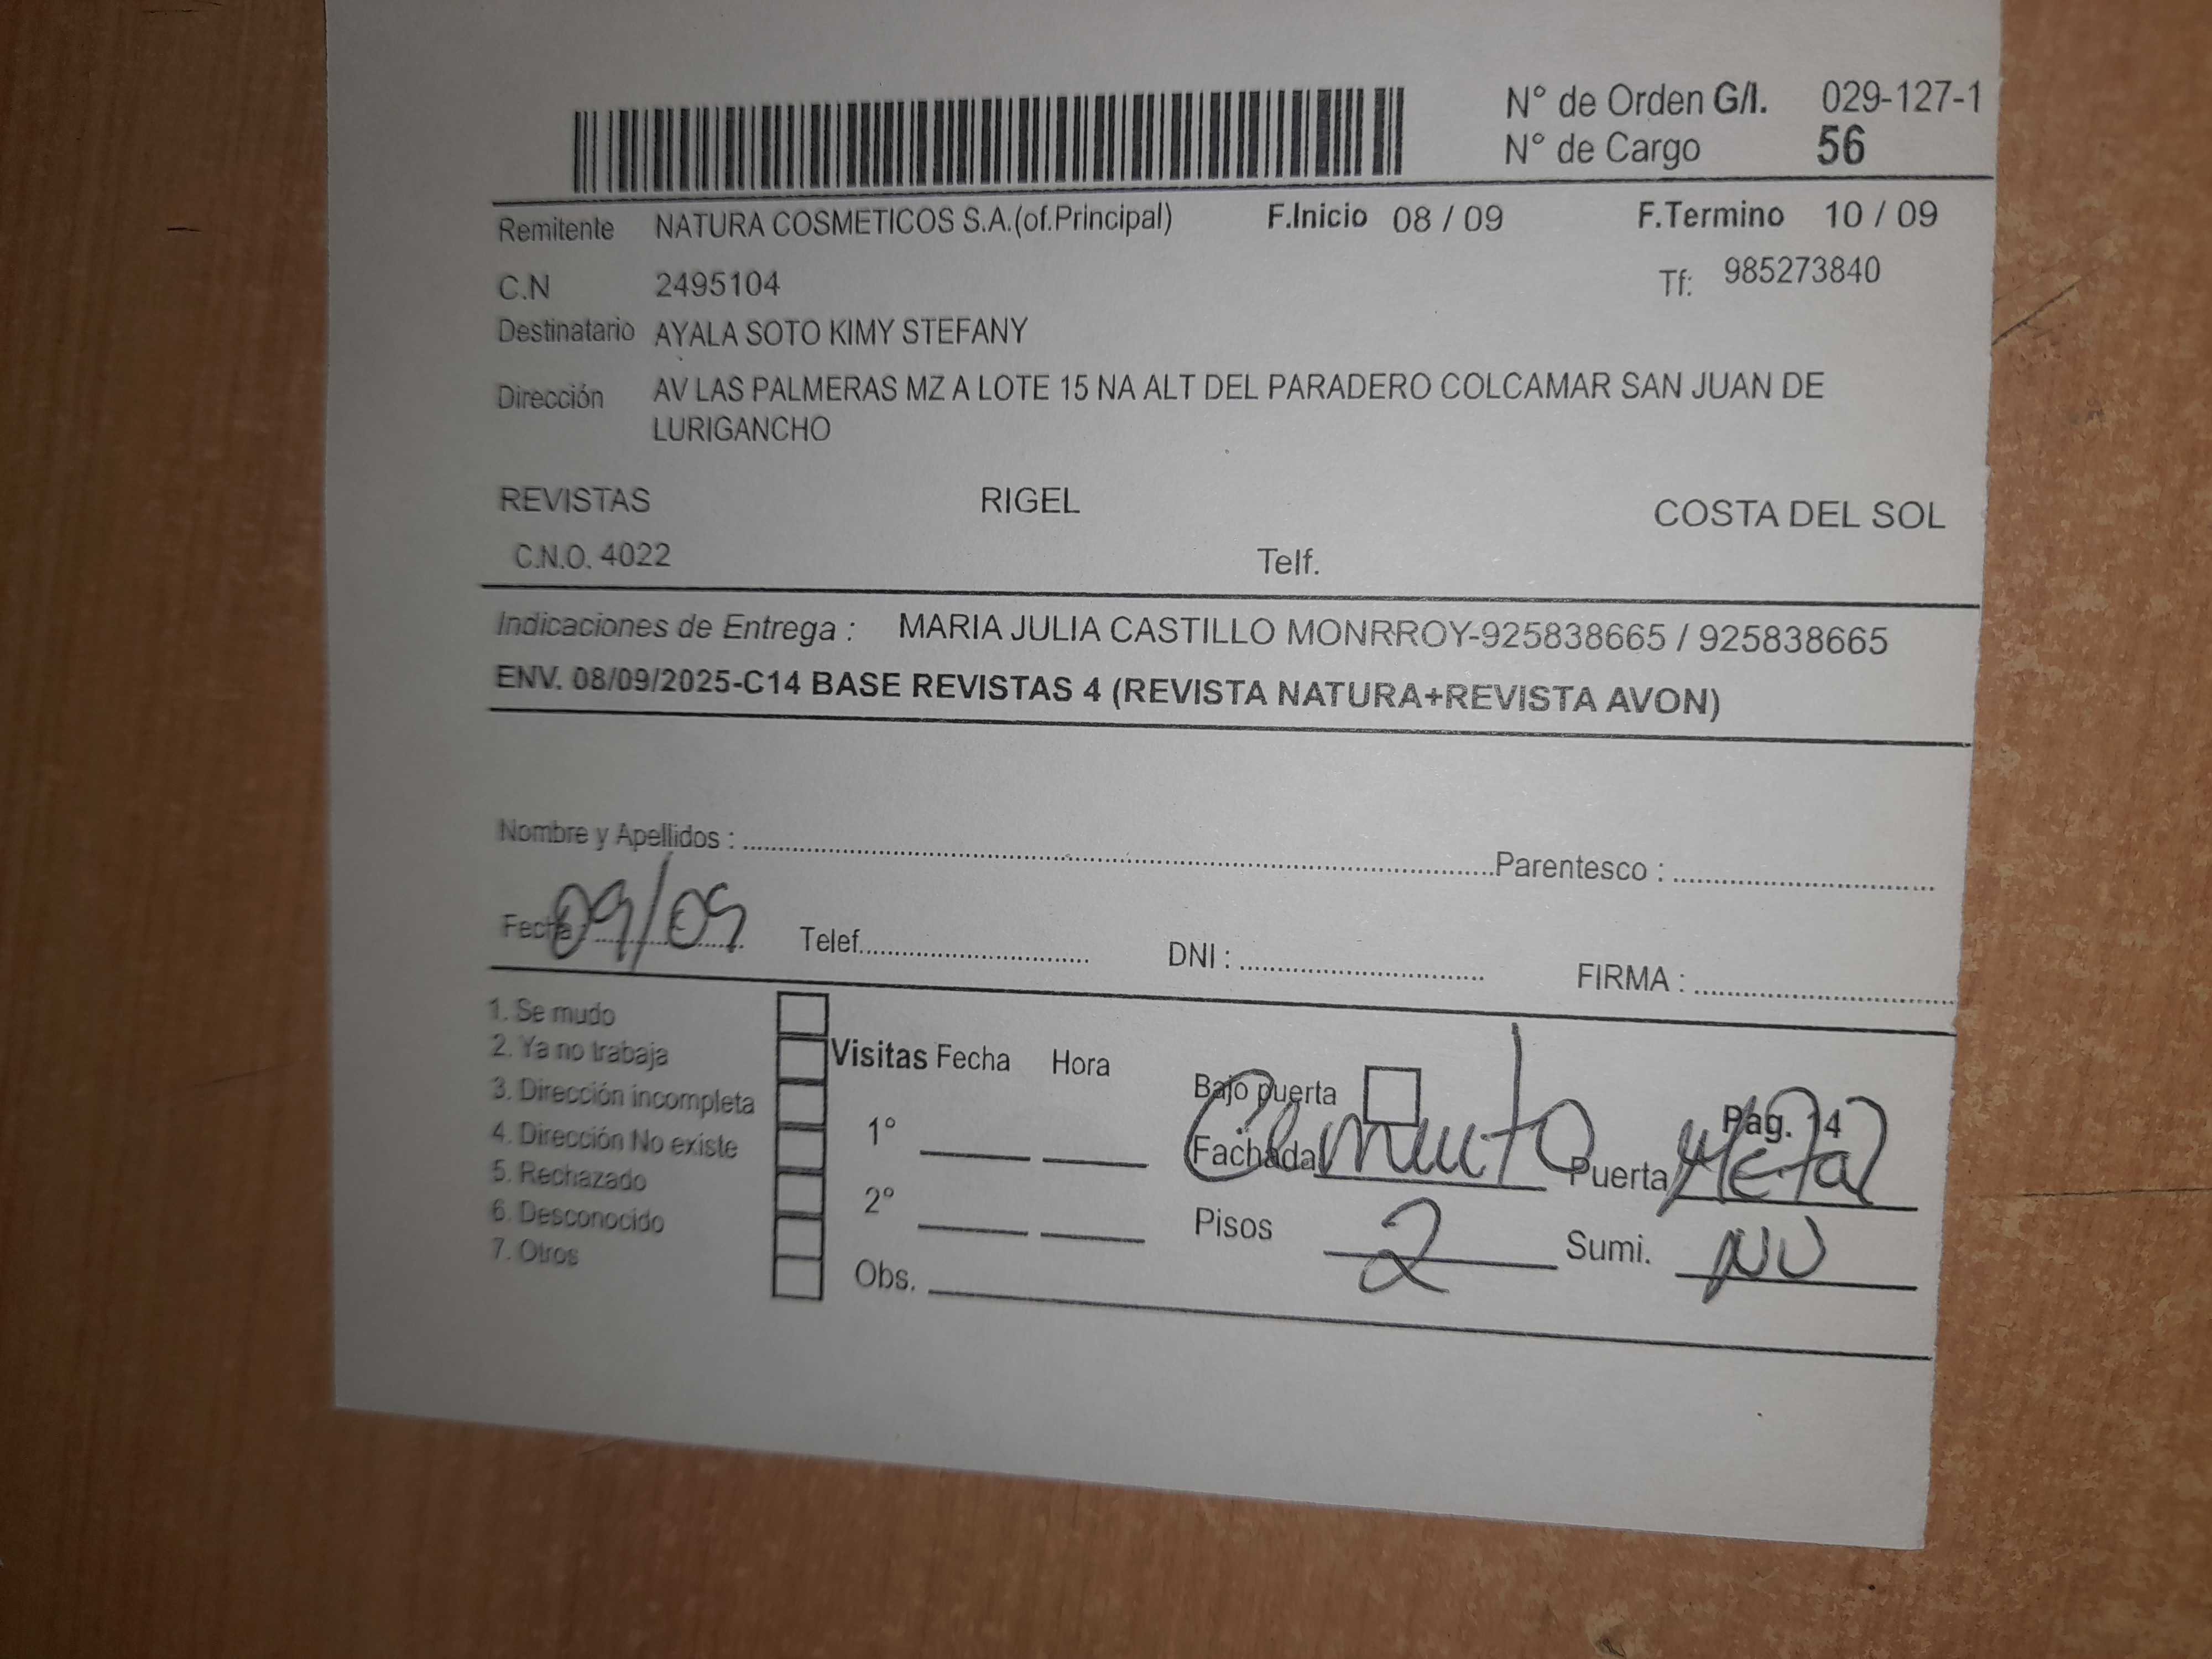 N° de Orden G/I. 029-127-1
N° de Cargo 56
Remitente NATURA COSMETICOS S.A.(of.Principal) F.Inicio 08 / 09 F.Termino 10 / 09
C.N 2495104 Tf: 985273840
Destinatario AYALA SOTO KIMY STEFANY
Dirección AV LAS PALMERAS MZ A LOTE 15 NA ALT DEL PARADERO COLCAMAR SAN JUAN DE
LURIGANCHO
REVISTAS RIGEL COSTA DEL SOL
C.N.O. 4022 Telf.
Indicaciones de Entrega : MARIA JULIA CASTILLO MONRROY-925838665 / 925838665
ENV. 08/09/2025-C14 BASE REVISTAS 4 (REVISTA NATURA+REVISTA AVON)
Nombre y Apellidos : Parentesco :
Fecha : 09/09 Telef. DNI : FIRMA :
1. Se mudo
2. Ya no trabaja Visitas Fecha Hora
3. Dirección incompleta Bajo puerta Pág. 14
4. Dirección No existe 1° Fachada Cemento Puerta Metal
5. Rechazado
6. Desconocido 2° Pisos 2 Sumi. NO
7. Otros Obs.